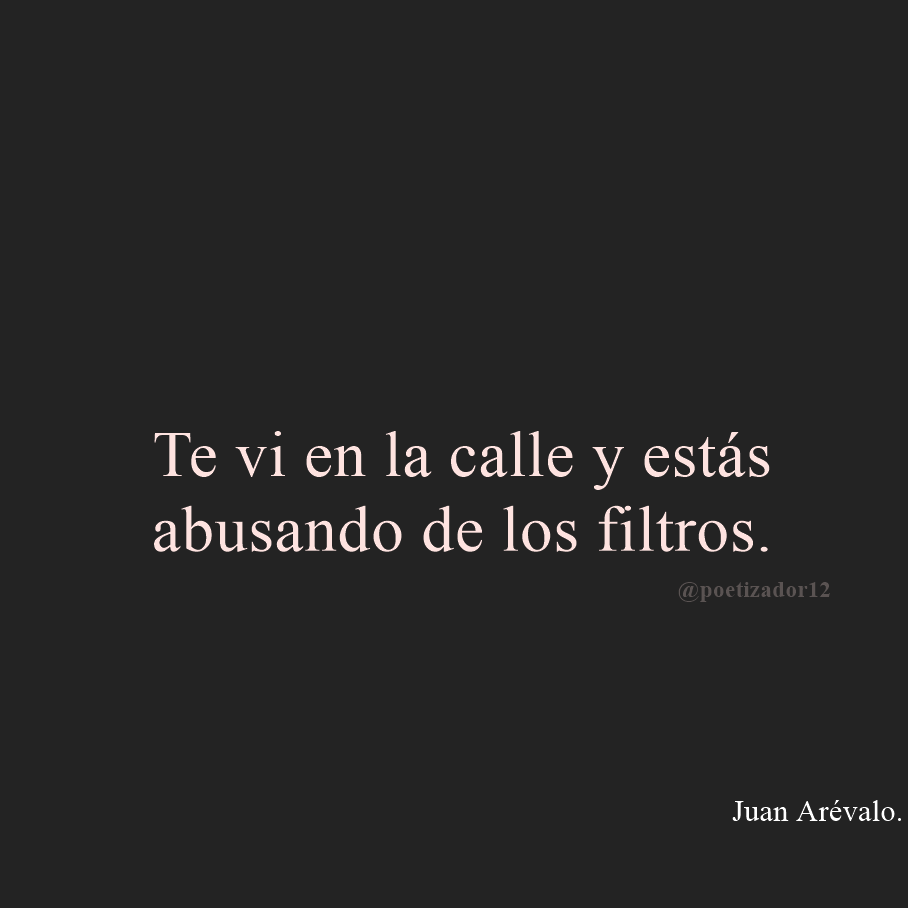 Te vi en la calle y estás
abusando de los filtros.
@poetizador12
Juan Arévalo.